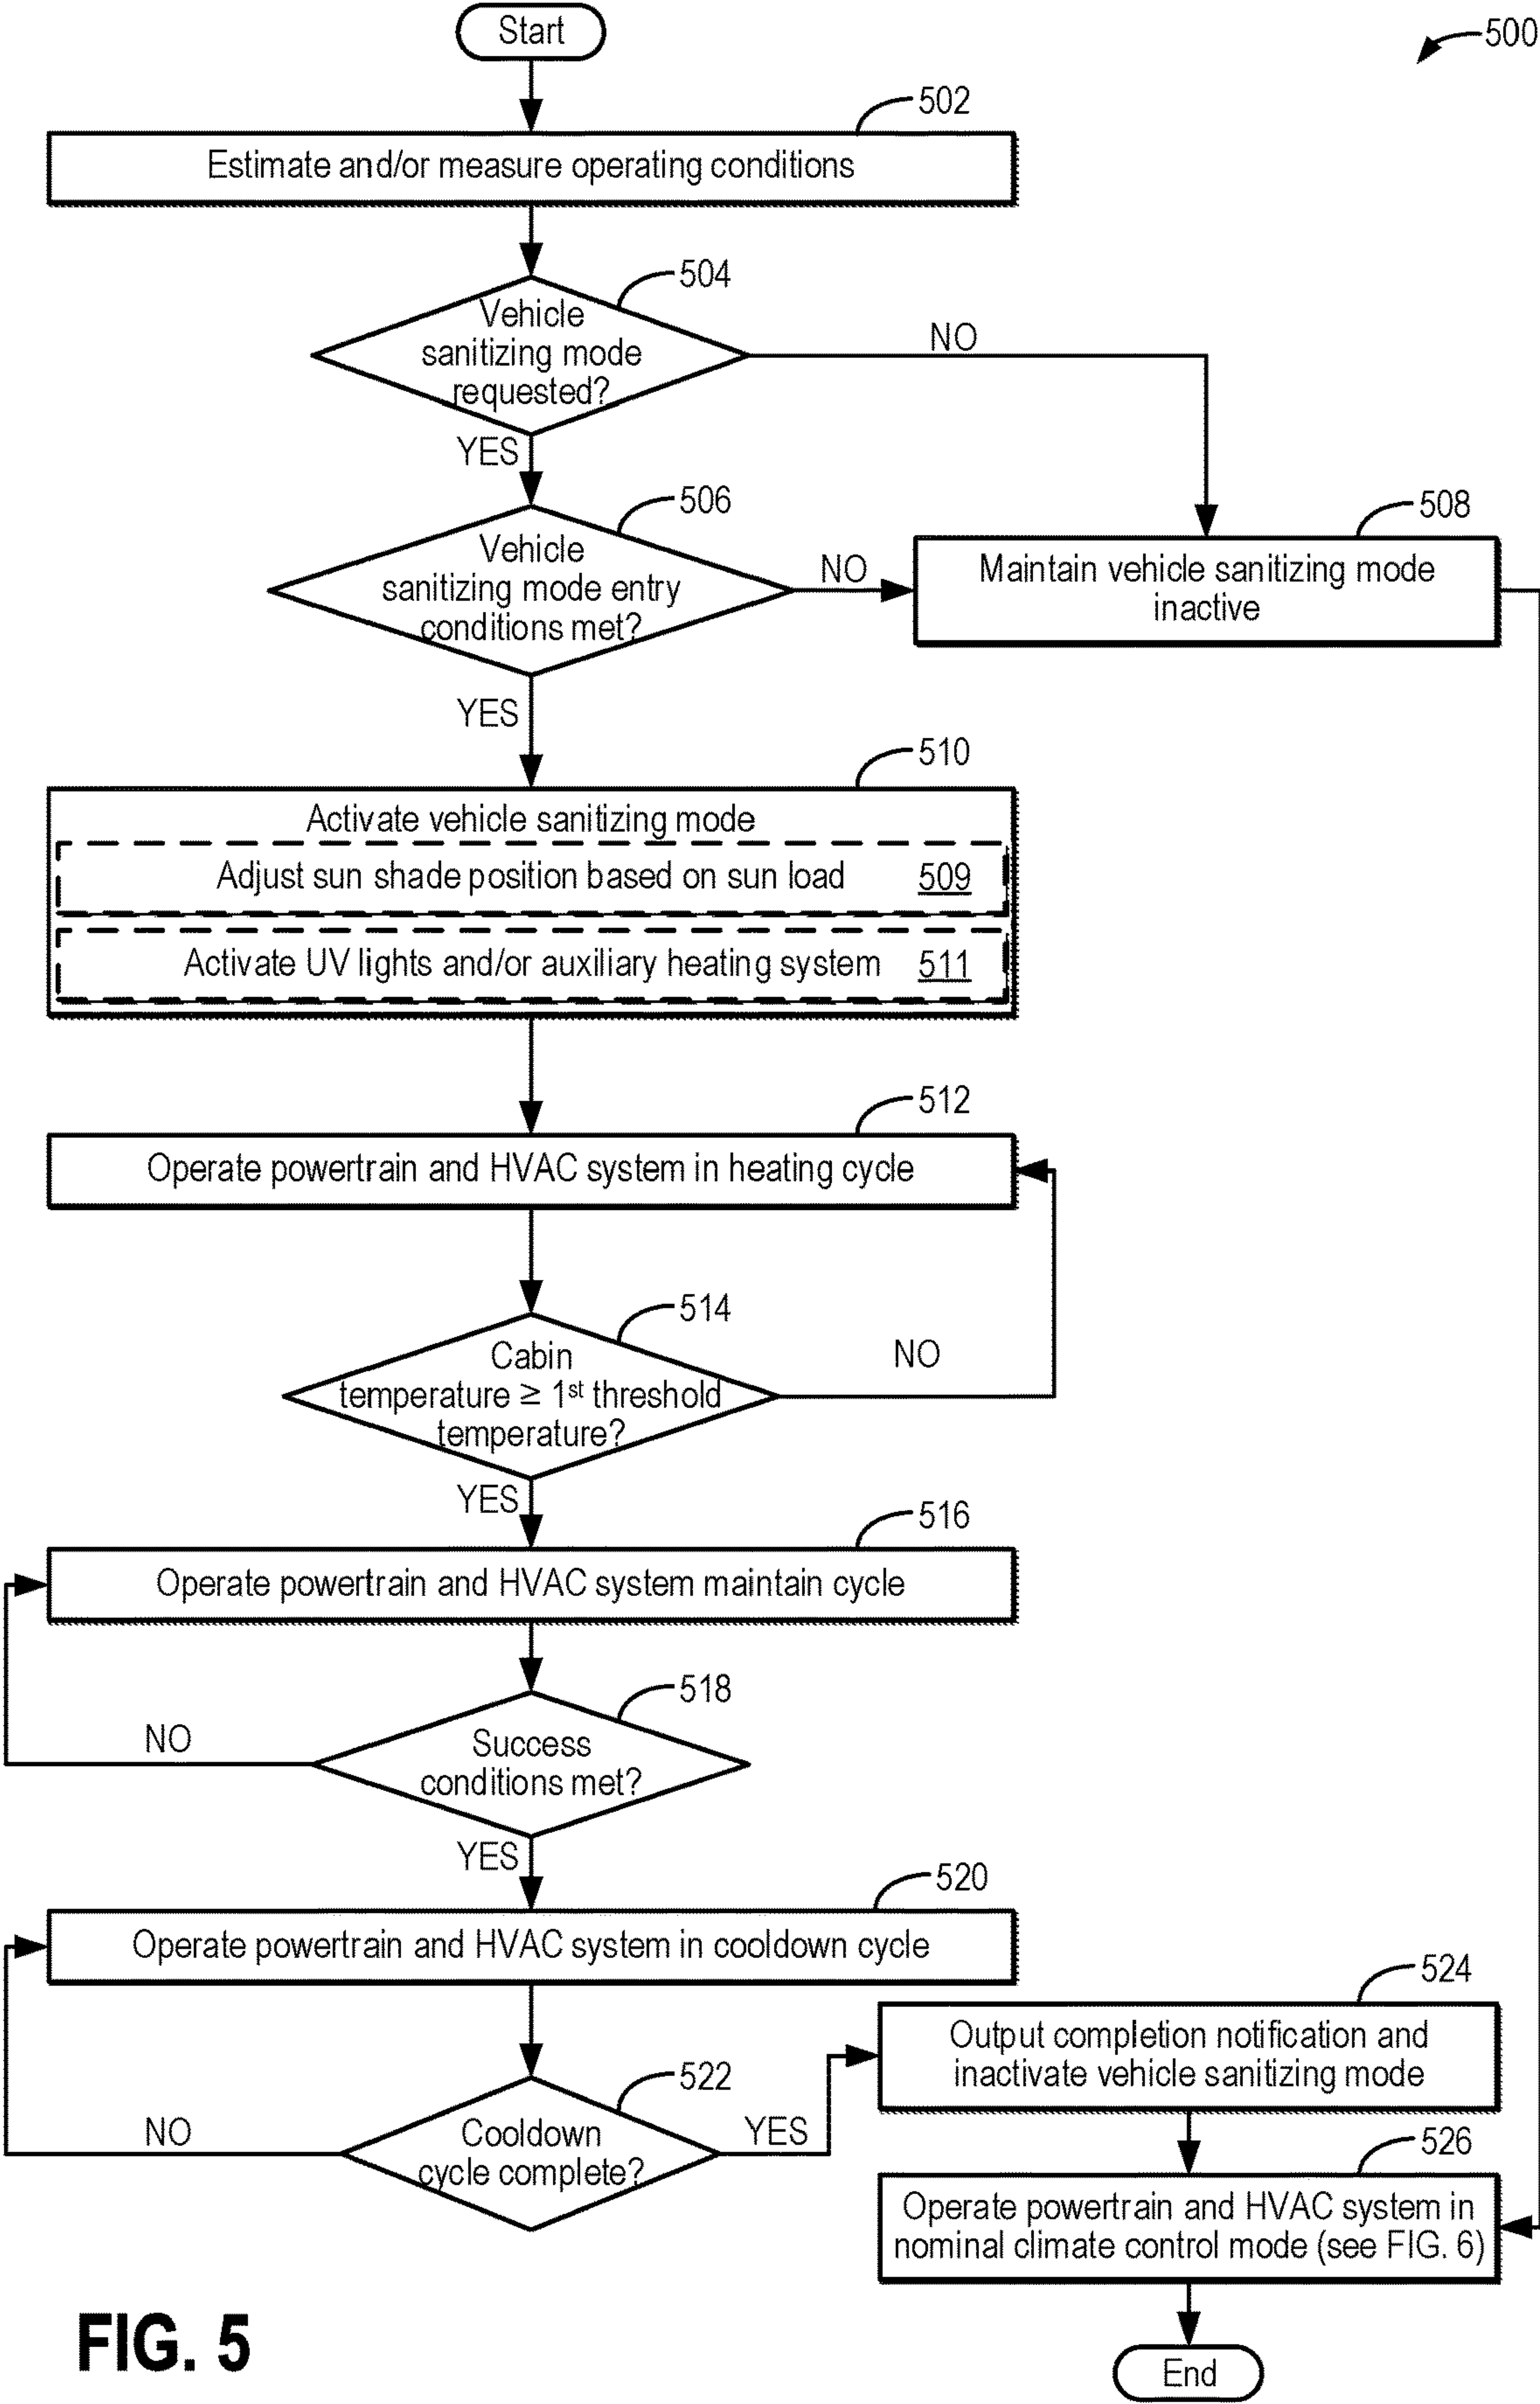 Start
500
502
Estimate and/or measure operating conditions
504
Vehicle
sanitizing mode
requested?
NO
YES
506
Vehicle
sanitizing mode entry
conditions met?
NO
508
Maintain vehicle sanitizing mode
inactive
YES
510
Activate vehicle sanitizing mode
Adjust sun shade position based on sun load 509
Activate UV lights and/or auxiliary heating system 511
512
Operate powertrain and HVAC system in heating cycle
514
Cabin
temperature ≥ 1st threshold
temperature?
NO
YES
516
Operate powertrain and HVAC system maintain cycle
518
Success
conditions met?
NO
YES
520
Operate powertrain and HVAC system in cooldown cycle
522
Cooldown
cycle complete?
NO
YES
524
Output completion notification and
inactivate vehicle sanitizing mode
526
Operate powertrain and HVAC system in
nominal climate control mode (see FIG. 6)
End
FIG. 5